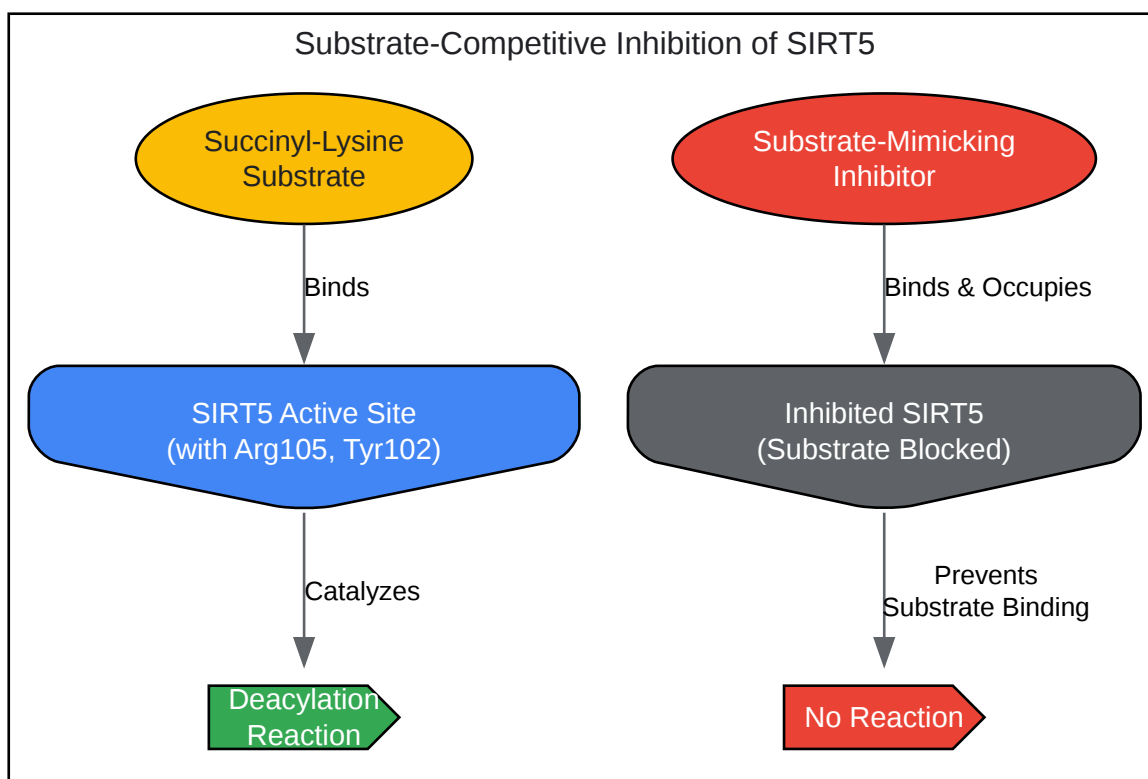 Substrate-Competitive Inhibition of SIRT5
Succinyl-Lysine
Substrate
Substrate-Mimicking
Inhibitor
Binds
Binds & Occupies
SIRT5 Active Site
(with Arg105, Tyr102)
Inhibited SIRT5
(Substrate Blocked)
Catalyzes
Prevents
Substrate Binding
Deacylation
Reaction
No Reaction